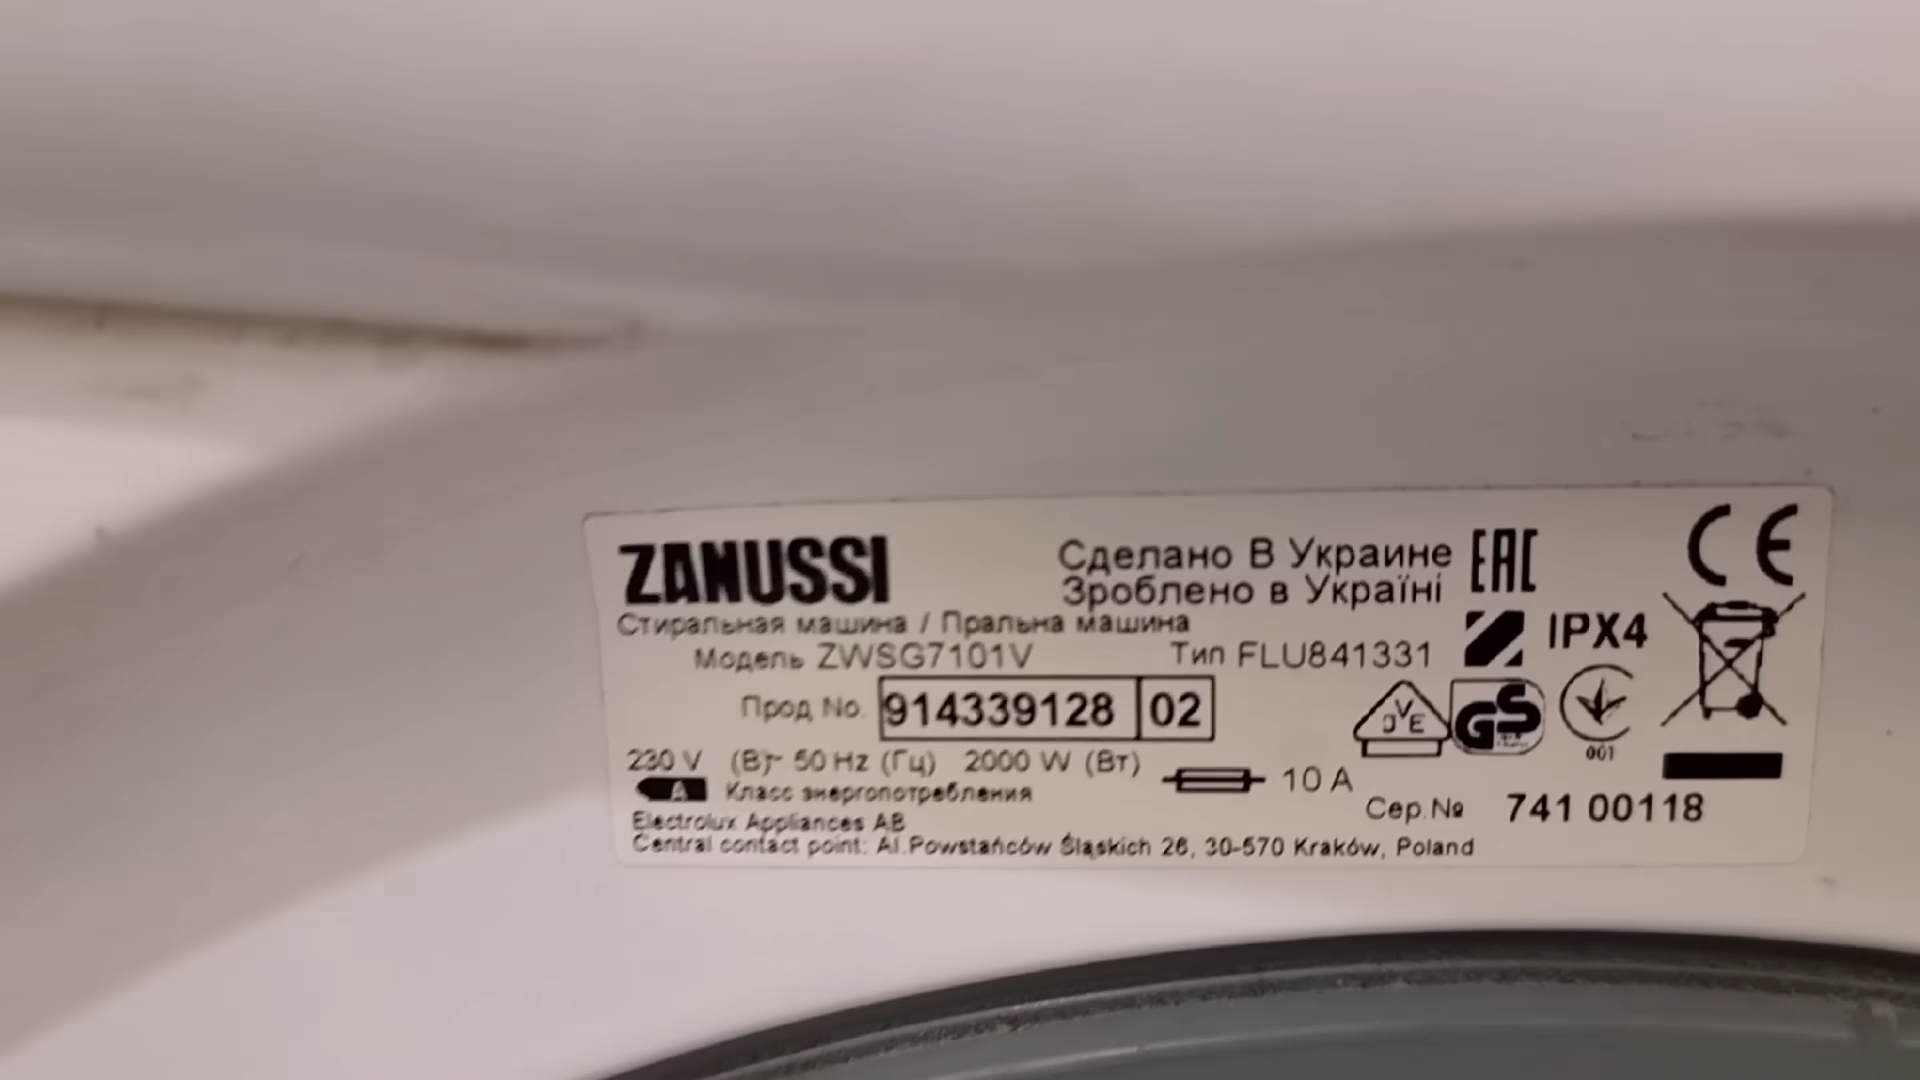 ZANUSSI
Сделано В Украине
Зроблено в Україні
EAC
CE
Стиральная машина / Пральна машина
Модель ZWSG7101V
Тип FLU841331
IPX4
Прод No. 914339128 02
DVE
GS
001
230 V (В)~ 50 Hz (Гц) 2000 W (Вт)
10 A
A Класс энергопотребления
Сер.№ 741 00118
Electrolux Appliances AB
Central contact point: Al.Powstańców Śląskich 26, 30-570 Kraków, Poland